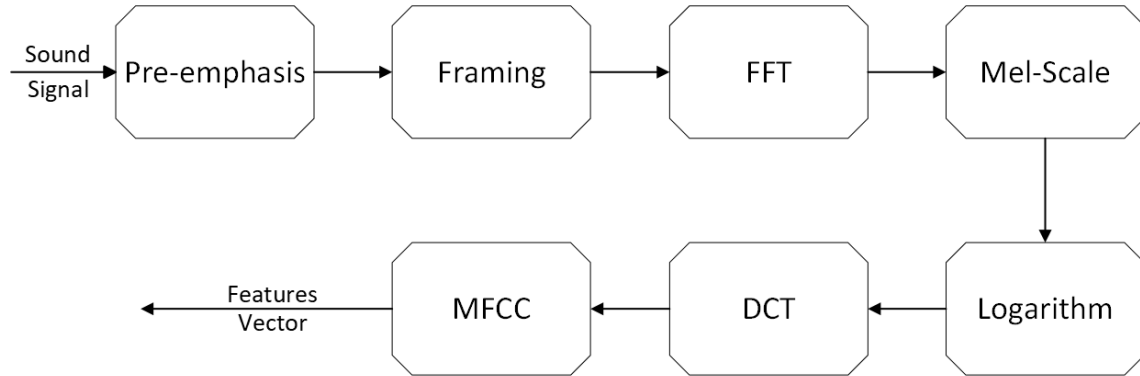 Sound
Signal
Pre-emphasis
Framing
FFT
Mel-Scale
Logarithm
DCT
MFCC
Features
Vector